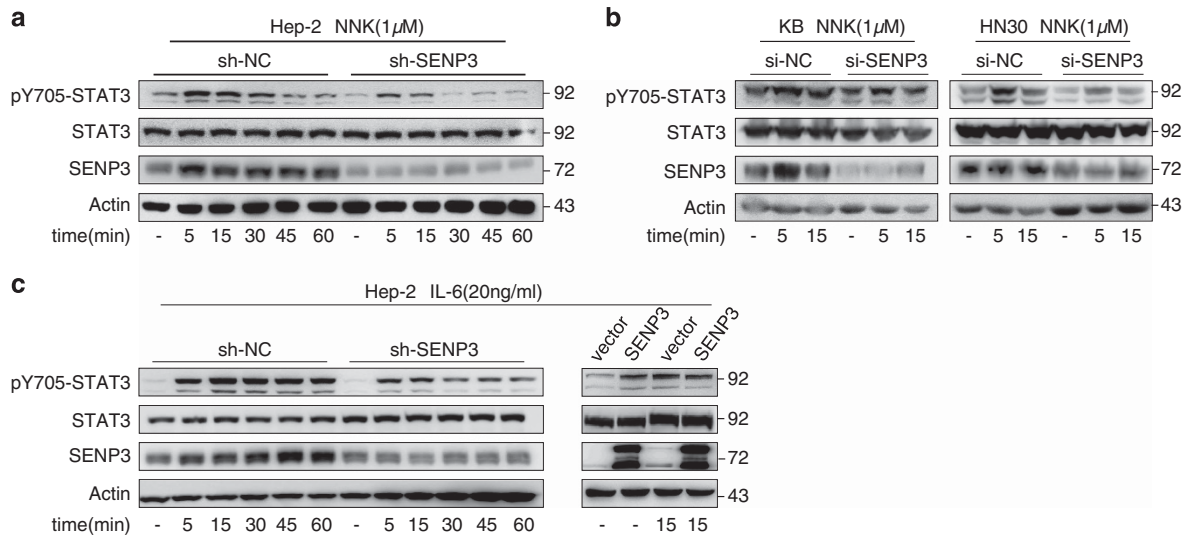 a
Hep-2 NNK(1μM)
sh-NC sh-SENP3
pY705-STAT3 92
STAT3 92
SENP3 72
Actin 43
time(min) - 5 15 30 45 60 - 5 15 30 45 60
b
KB NNK(1μM) HN30 NNK(1μM)
si-NC si-SENP3 si-NC si-SENP3
pY705-STAT3 92
STAT3 92
SENP3 72
Actin 43
time(min) - 5 15 - 5 15 - 5 15 - 5 15
c
Hep-2 IL-6(20ng/ml)
sh-NC sh-SENP3 vector SENP3 vector SENP3
pY705-STAT3 92
STAT3 92
SENP3 72
Actin 43
time(min) - 5 15 30 45 60 - 5 15 30 45 60 - - 15 15